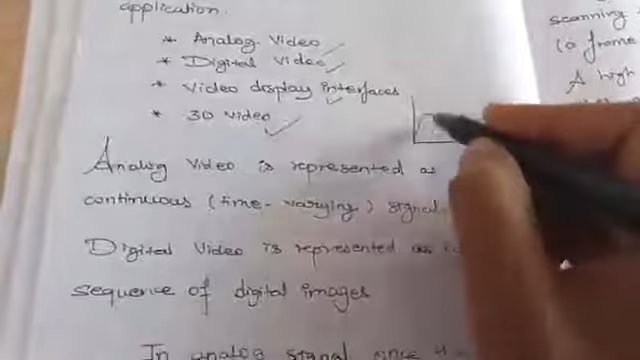 application.
* Analog Video
* Digital Video
* Video display interfaces
* 3D video
Analog Video is represented as
continuous (time-varying) signal.
Digital Video is represented as
sequence of digital images
In analog signal
scanning
(a frame
A high